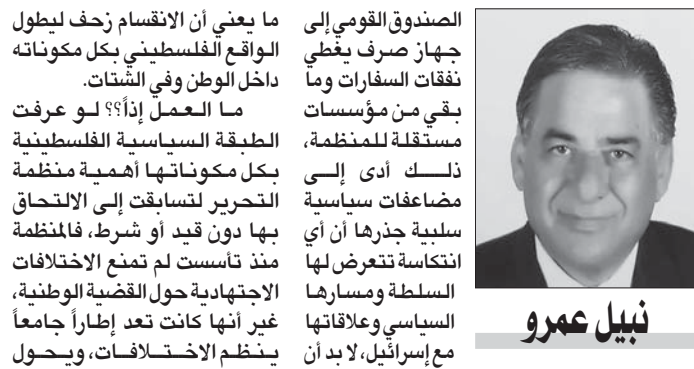 نبيل عمرو
الصندوق القومي إلى
جهاز صرف يغطي
نفقات السفارات وما
بقي من مؤسسات
مستقلة للمنظمة،
ذلك أدى إلى
مضاعفات سياسية
سلبية جذرها أن أي
انتكاسة تتعرض لها
السلطة ومسارها
السياسي وعلاقاتها
مع إسرائيل، لا بد أن
ما يعني أن الانقسام زحف ليطول
الواقع الفلسطيني بكل مكوناته
داخل الوطن وفي الشتات.
ما العمل إذاً؟؟ لو عرفت
الطبقة السياسية الفلسطينية
بكل مكوناتها أهمية منظمة
التحرير لتسابقت إلى الالتحاق
بها دون قيد أو شرط، فالمنظمة
منذ تأسست لم تمنع الاختلافات
الاجتهادية حول القضية الوطنية،
غير أنها كانت تعد إطاراً جامعاً
ينظم الاختلافات، ويحول